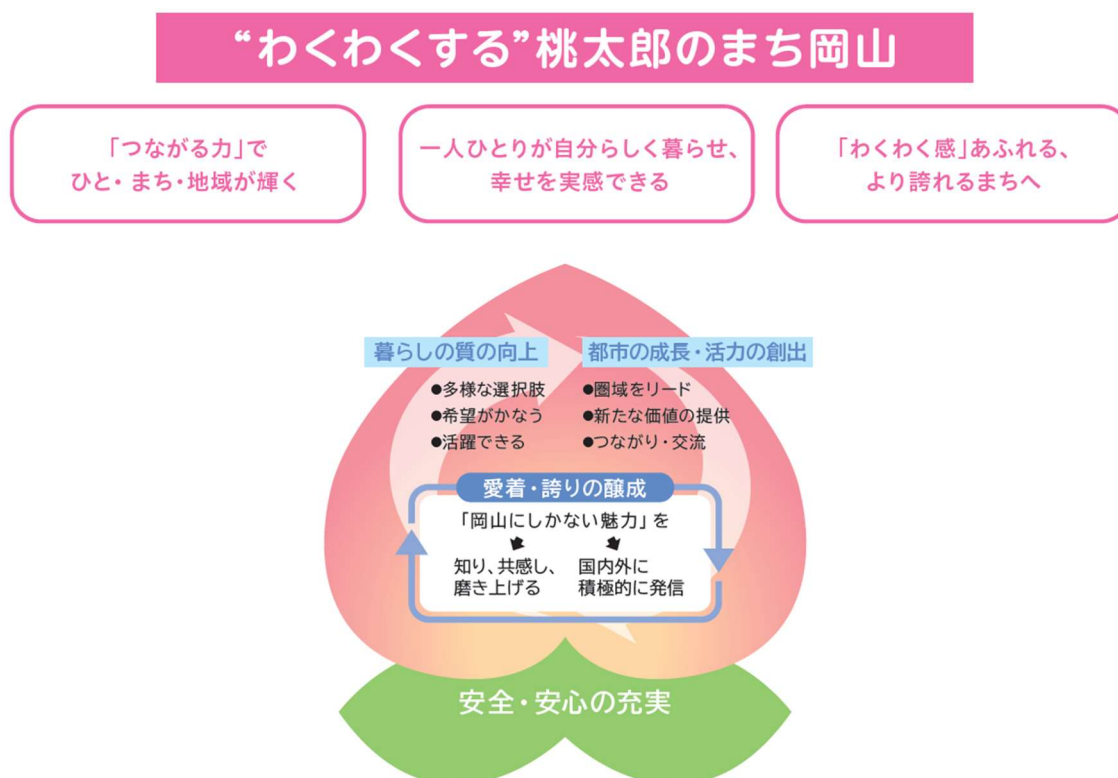 “わくわくする”桃太郎のまち岡山
「つながる力」で
ひと・まち・地域が輝く
一人ひとりが自分らしく暮らせ、
幸せを実感できる
「わくわく感」あふれる、
より誇れるまちへ
暮らしの質の向上
●多様な選択肢
●希望がかなう
●活躍できる
都市の成長・活力の創出
●圏域をリード
●新たな価値の提供
●つながり・交流
愛着・誇りの醸成
「岡山にしかない魅力」を
知り、共感し、
磨き上げる
国内外に
積極的に発信
安全・安心の充実